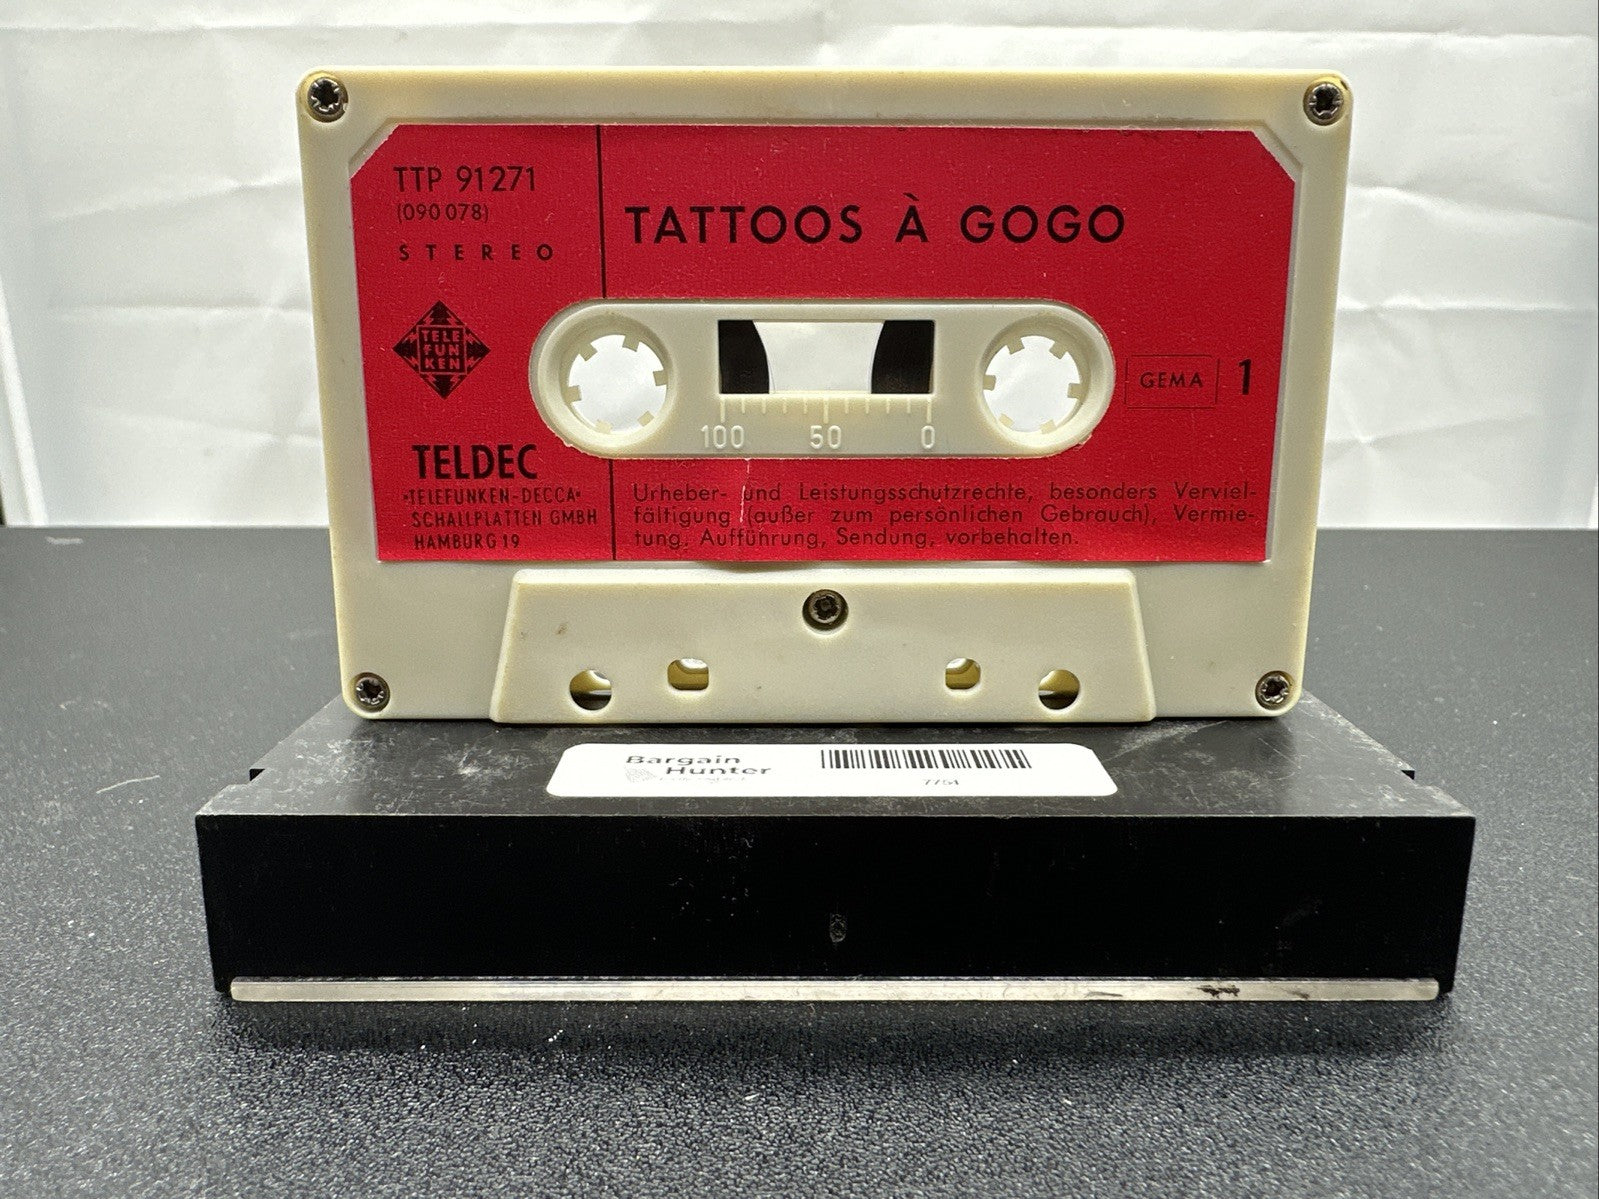 TTP 91271
(090 078)
STEREO
TATTOOS À GOGO
TELE
FUN
KEN
100 50 0
GEMA 1
TELDEC
»TELEFUNKEN-DECCA«
SCHALLPLATTEN GMBH
HAMBURG 19
Urheber- und Leistungsschutzrechte, besonders Verviel-
fältigung (außer zum persönlichen Gebrauch), Vermie-
tung, Aufführung, Sendung, vorbehalten.
Bargain
Hunter